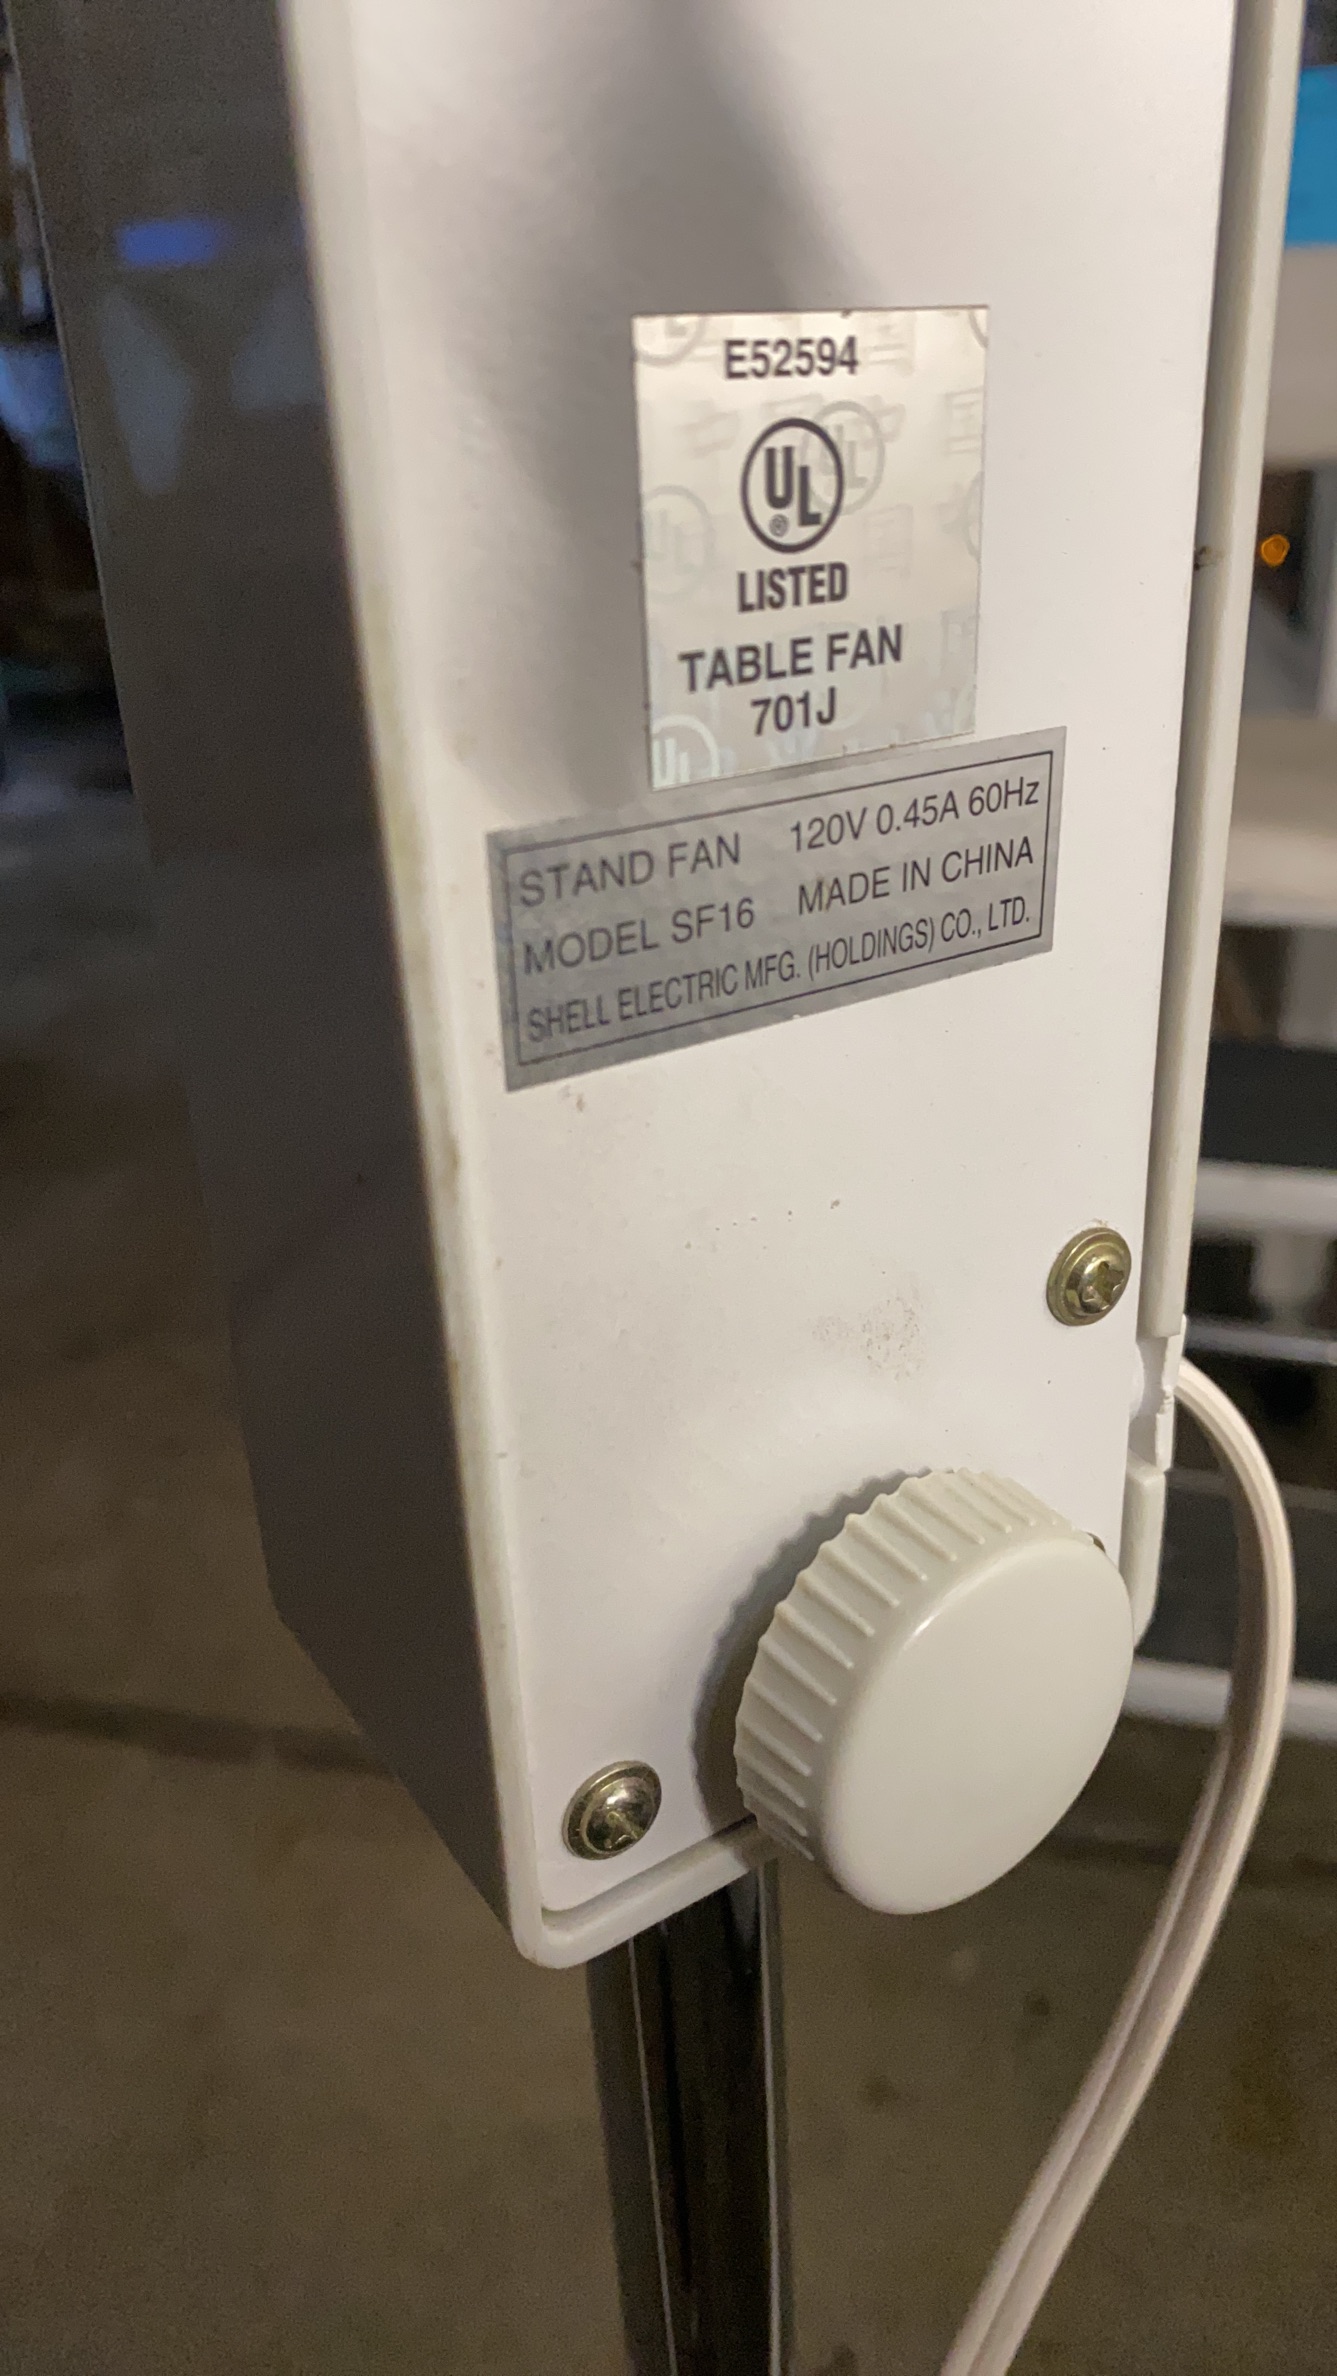 E52594
UL
®
LISTED
TABLE FAN
701J
STAND FAN 120V 0.45A 60Hz
MODEL SF16 MADE IN CHINA
SHELL ELECTRIC MFG. (HOLDINGS) CO., LTD.